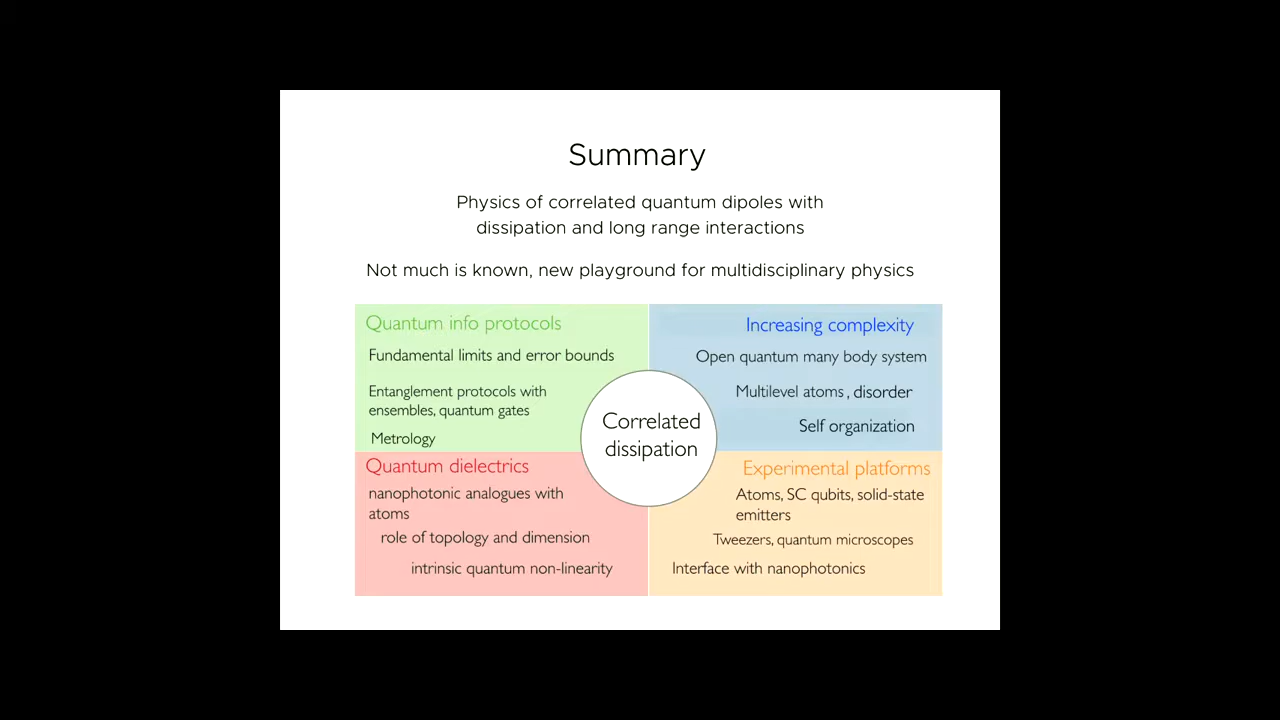 Summary
Physics of correlated quantum dipoles with
dissipation and long range interactions
Not much is known, new playground for multidisciplinary physics
Quantum info protocols
Fundamental limits and error bounds
Entanglement protocols with
ensembles, quantum gates
Metrology
Increasing complexity
Open quantum many body system
Multilevel atoms , disorder
Self organization
Correlated
dissipation
Quantum dielectrics
nanophotonic analogues with
atoms
role of topology and dimension
intrinsic quantum non-linearity
Experimental platforms
Atoms, SC qubits, solid-state
emitters
Tweezers, quantum microscopes
Interface with nanophotonics